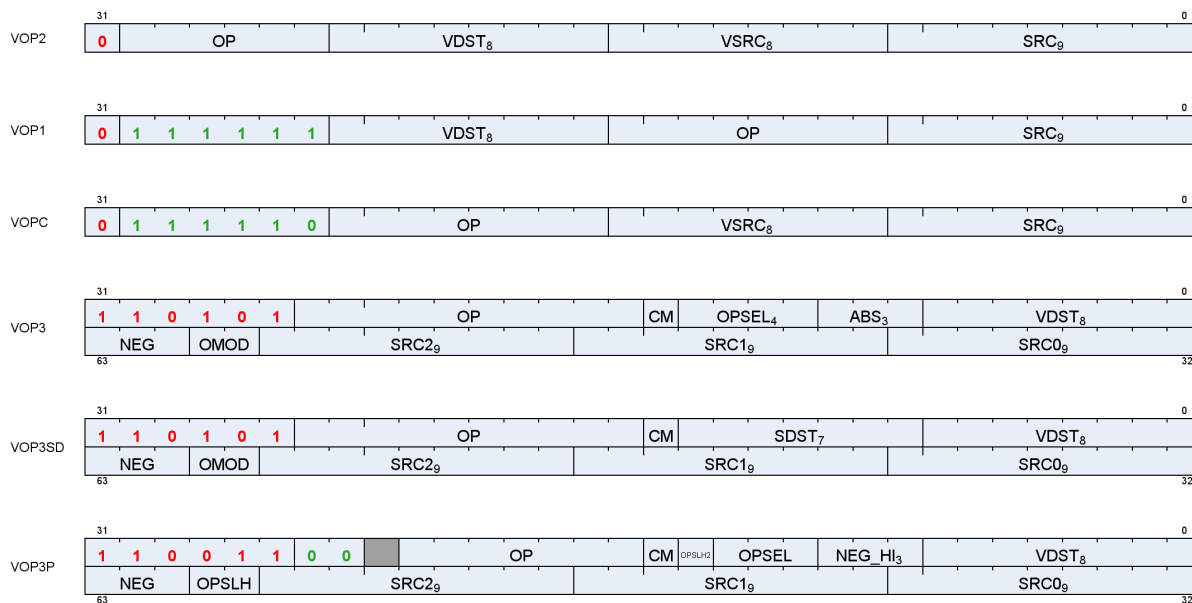 31 0
VOP2 0 OP VDST8 VSRC8 SRC9
31 0
VOP1 0 1 1 1 1 1 1 VDST8 OP SRC9
31 0
VOPC 0 1 1 1 1 1 0 OP VSRC8 SRC9
31 0
VOP3 1 1 0 1 0 1 OP CM OPSEL4 ABS3 VDST8
NEG OMOD SRC29 SRC19 SRC09
63 32
31 0
VOP3SD 1 1 0 1 0 1 OP CM SDST7 VDST8
NEG OMOD SRC29 SRC19 SRC09
63 32
31 0
VOP3P 1 1 0 0 1 1 0 0 OP CM OPSLH2 OPSEL NEG_HI3 VDST8
NEG OPSLH SRC29 SRC19 SRC09
63 32